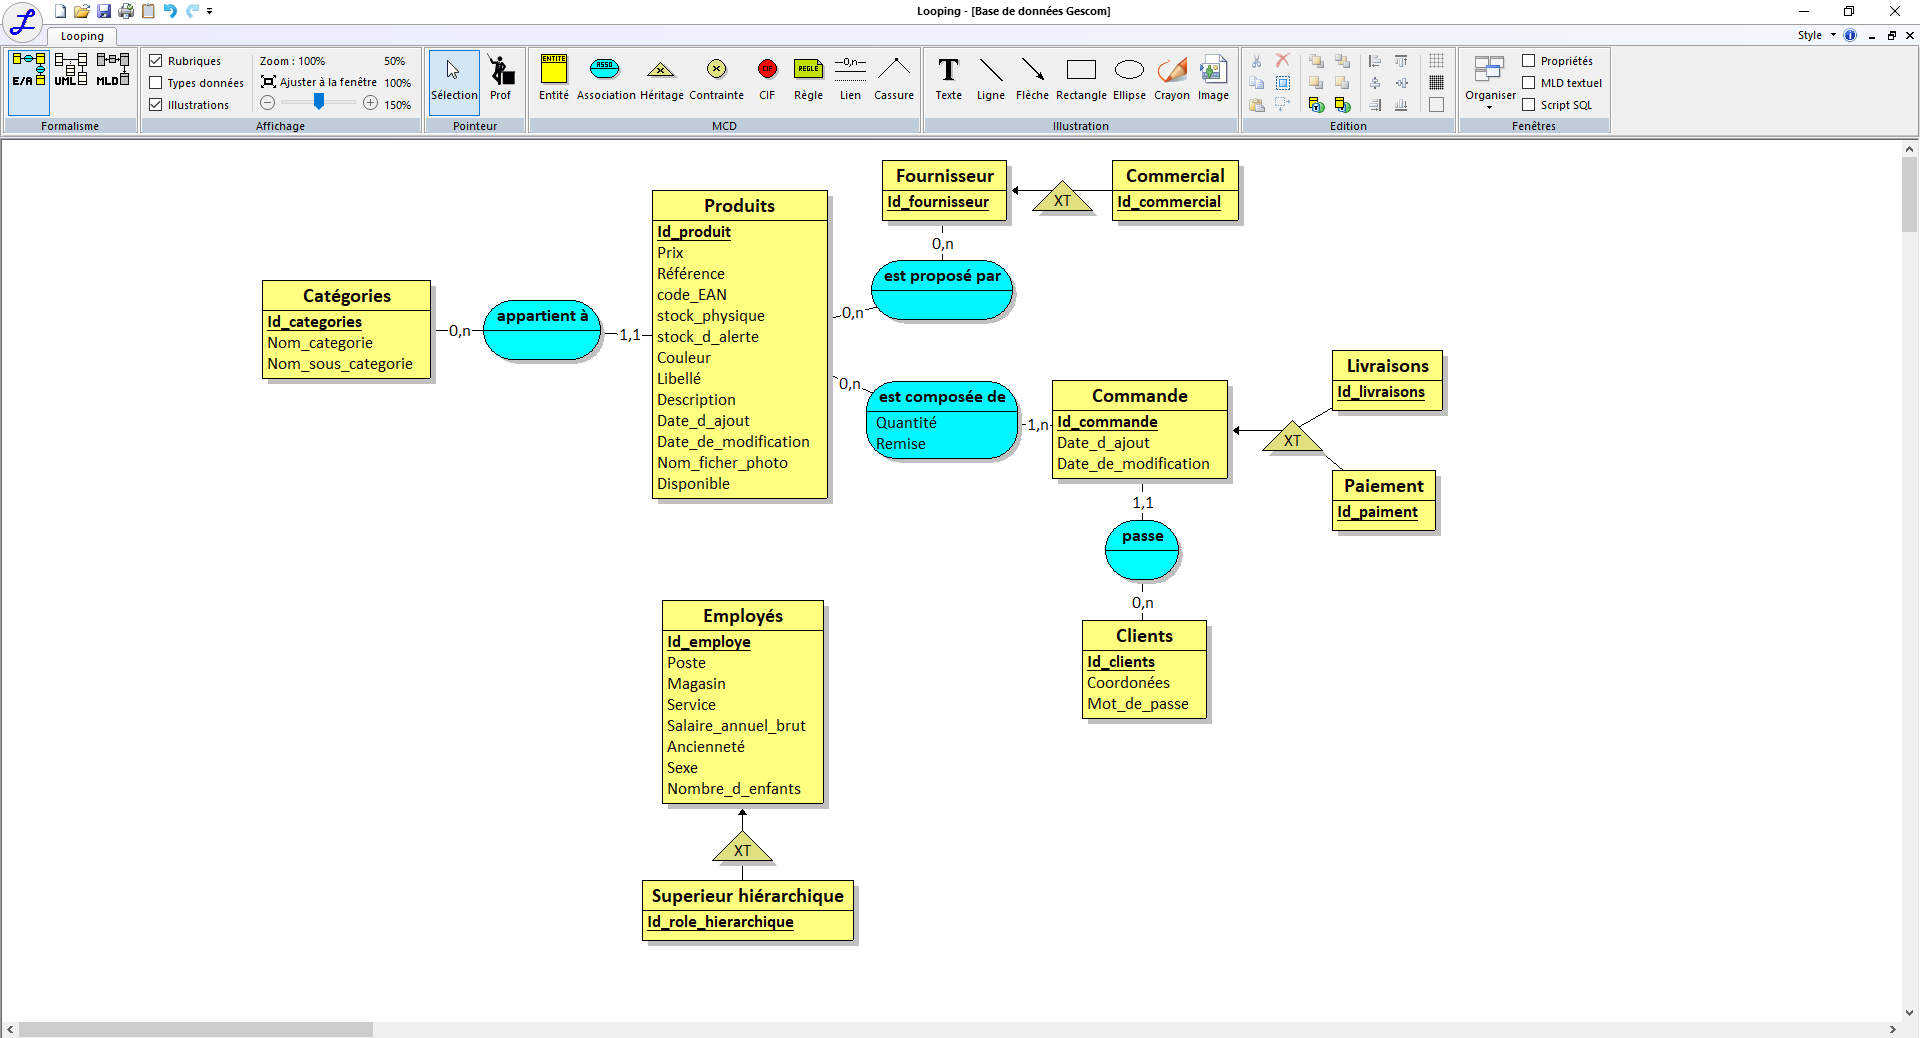 Looping - [Base de données Gescom]
Looping
Style
E/A
UML
MLD
Formalisme
Rubriques
Types données
Illustrations
Zoom : 100%
50%
Ajuster à la fenêtre
100%
150%
Affichage
Sélection
Prof
Pointeur
ENTITÉ
Entité
ASSO
Association
X
Héritage
X
Contrainte
CIF
CIF
REGLE
Règle
0,n
Lien
Cassure
MCD
T
Texte
Ligne
Flèche
Rectangle
Ellipse
Crayon
Image
Illustration
Edition
Organiser
Propriétés
MLD textuel
Script SQL
Fenêtres
Fournisseur
Id_fournisseur
XT
Commercial
Id_commercial
0,n
est proposé par
0,n
Produits
Id_produit
Prix
Référence
code_EAN
stock_physique
stock_d_alerte
Couleur
Libellé
Description
Date_d_ajout
Date_de_modification
Nom_ficher_photo
Disponible
Catégories
Id_categories
Nom_categorie
Nom_sous_categorie
0,n
appartient à
1,1
0,n
est composée de
Quantité
Remise
1,n
Commande
Id_commande
Date_d_ajout
Date_de_modification
XT
Livraisons
Id_livraisons
Paiement
Id_paiment
1,1
passe
0,n
Clients
Id_clients
Coordonées
Mot_de_passe
Employés
Id_employe
Poste
Magasin
Service
Salaire_annuel_brut
Ancienneté
Sexe
Nombre_d_enfants
XT
Superieur hiérarchique
Id_role_hierarchique